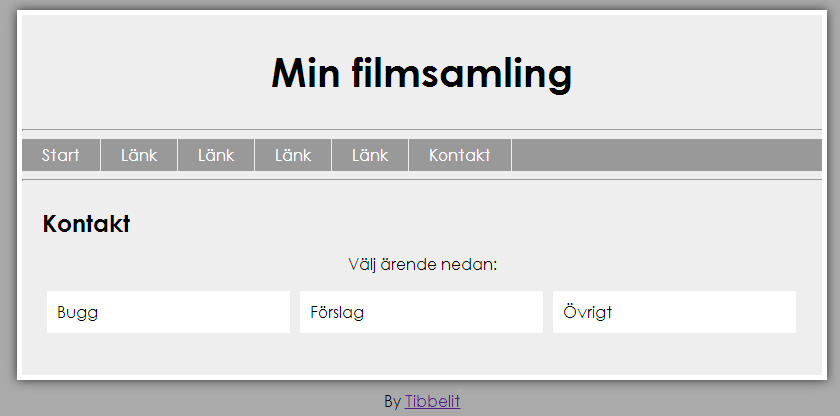 Min filmsamling
Start Länk Länk Länk Länk Kontakt
Kontakt
Välj ärende nedan:
Bugg Förslag Övrigt
By Tibbelit